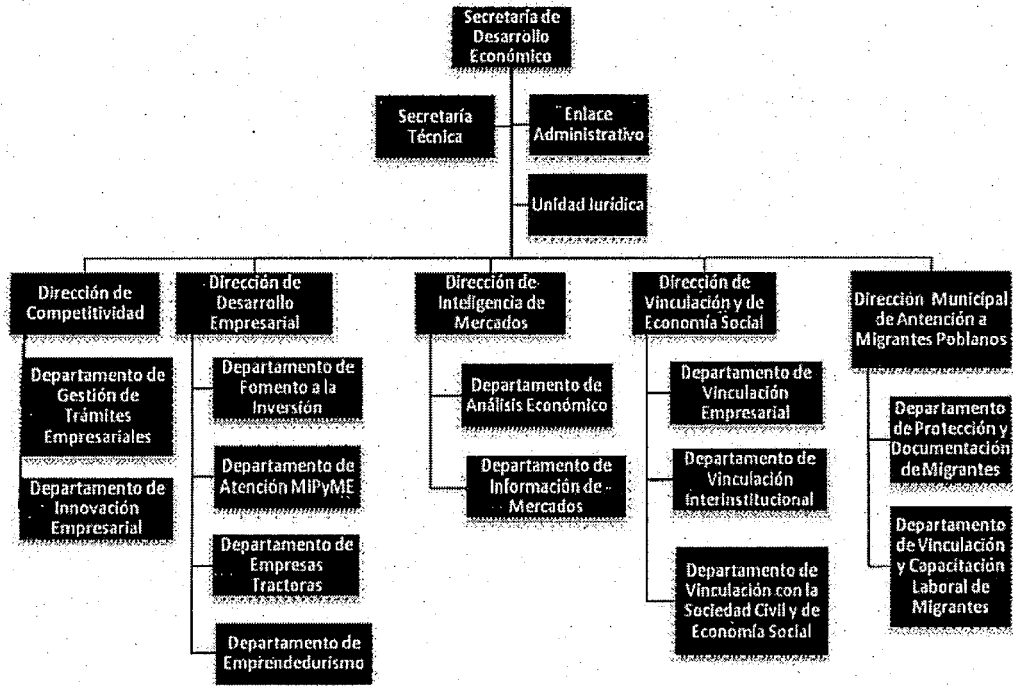 Secretaría de
Desarrollo
Económico
Secretaría
Técnica
Enlace
Administrativo
Unidad Jurídica
Dirección de
Competitividad
Departamento de
Gestión de
Trámites
Empresariales
Departamento de
Innovación
Empresarial
Dirección de
Desarrollo
Empresarial
Departamento de
Fomento a la
Inversión
Departamento de
Atención MiPyME
Departamento de
Empresas
Tractoras
Departamento de
Emprendedurismo
Dirección de
Inteligencia de
Mercados
Departamento de
Análisis Económico
Departamento de
Información de
Mercados
Dirección de
Vinculación y de
Economía Social
Departamento de
Vinculación
Empresarial
Departamento de
Vinculación
Interinstitucional
Departamento de
Vinculación con la
Sociedad Civil y de
Economía Social
Dirección Municipal
de Antención a
Migrantes Poblanos
Departamento
de Protección y
Documentación
de Migrantes
Departamento
de Vinculación
y Capacitación
Laboral de
Migrantes